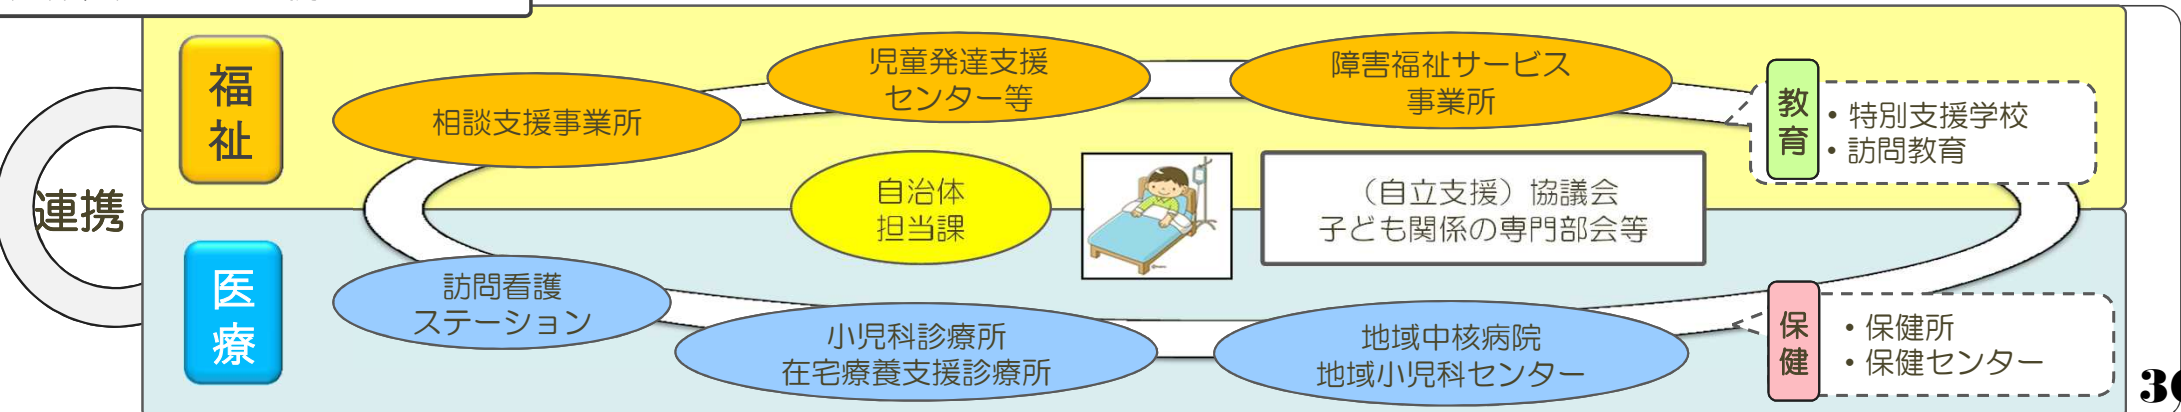 福祉
相談支援事業所
児童発達支援
センター等
障害福祉サービス
事業所
教育
・特別支援学校
・訪問教育
連携
自治体
担当課
(自立支援)協議会
子ども関係の専門部会等
医療
訪問看護
ステーション
小児科診療所
在宅療養支援診療所
地域中核病院
地域小児科センター
保健
・保健所
・保健センター